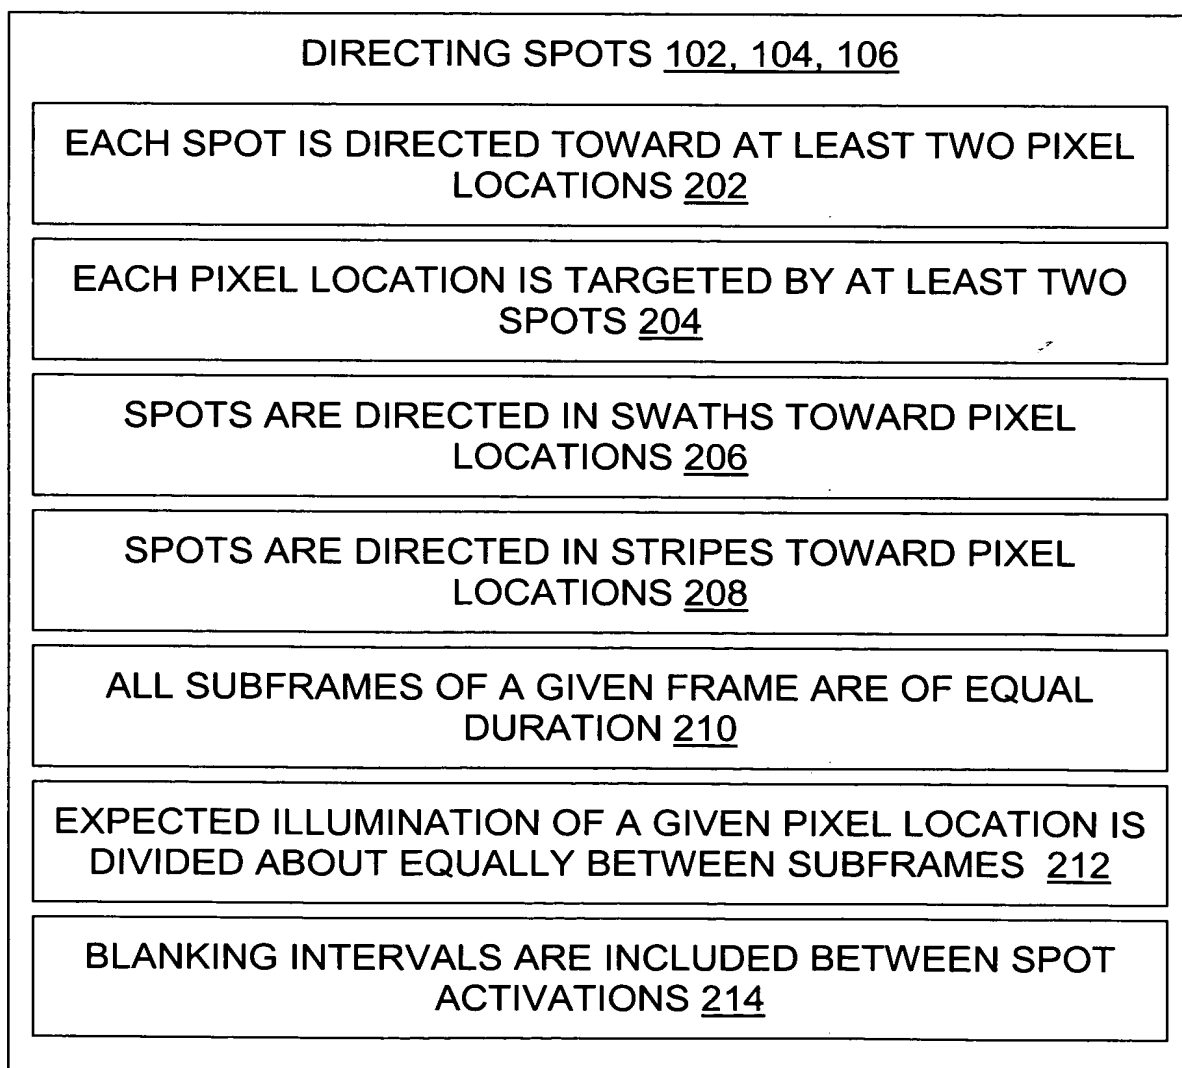 DIRECTING SPOTS 102, 104, 106
EACH SPOT IS DIRECTED TOWARD AT LEAST TWO PIXEL
LOCATIONS 202
EACH PIXEL LOCATION IS TARGETED BY AT LEAST TWO
SPOTS 204
SPOTS ARE DIRECTED IN SWATHS TOWARD PIXEL
LOCATIONS 206
SPOTS ARE DIRECTED IN STRIPES TOWARD PIXEL
LOCATIONS 208
ALL SUBFRAMES OF A GIVEN FRAME ARE OF EQUAL
DURATION 210
EXPECTED ILLUMINATION OF A GIVEN PIXEL LOCATION IS
DIVIDED ABOUT EQUALLY BETWEEN SUBFRAMES 212
BLANKING INTERVALS ARE INCLUDED BETWEEN SPOT
ACTIVATIONS 214